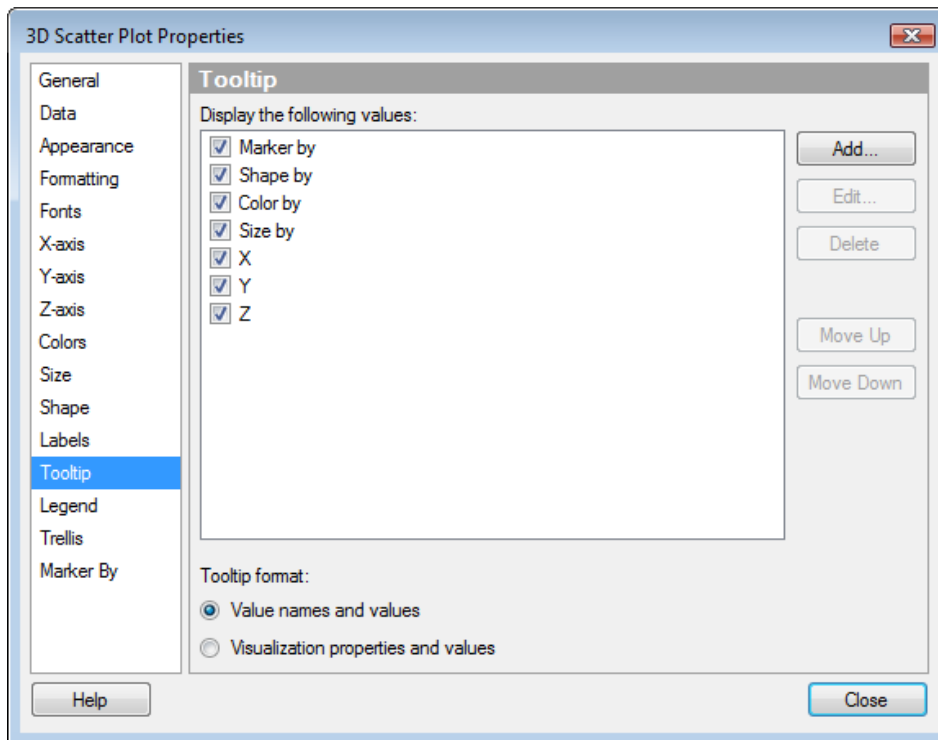 3D Scatter Plot Properties
General
Data
Appearance
Formatting
Fonts
X-axis
Y-axis
Z-axis
Colors
Size
Shape
Labels
Tooltip
Legend
Trellis
Marker By
Tooltip
Display the following values:
Marker by
Shape by
Color by
Size by
X
Y
Z
Add...
Edit...
Delete
Move Up
Move Down
Tooltip format:
Value names and values
Visualization properties and values
Help
Close